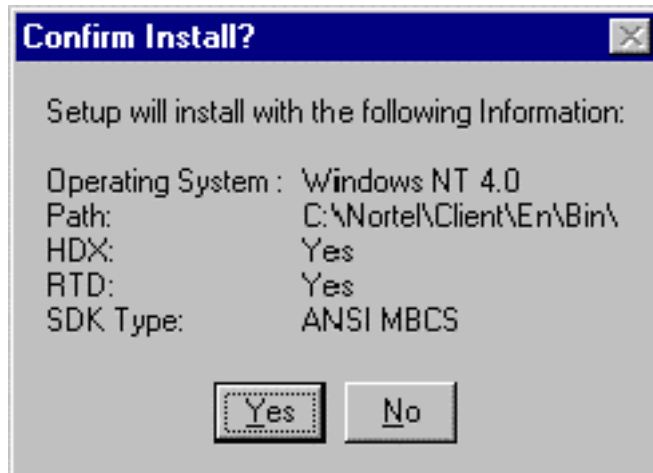 Confirm Install?
Setup will install with the following Information:
Operating System : Windows NT 4.0
Path: C:\Nortel\Client\En\Bin\
HDX: Yes
RTD: Yes
SDK Type: ANSI MBCS
Yes No